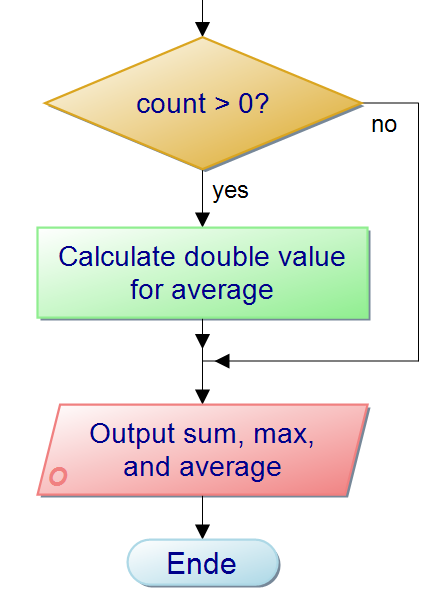 count > 0?
no
yes
Calculate double value
for average
Output sum, max,
and average
O
Ende